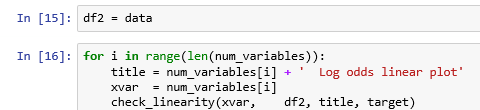 In [15]: df2 = data
In [16]: for i in range(len(num_variables)):
title = num_variables[i] + '  Log odds linear plot'
xvar  = num_variables[i]
check_linearity(xvar,    df2, title, target)